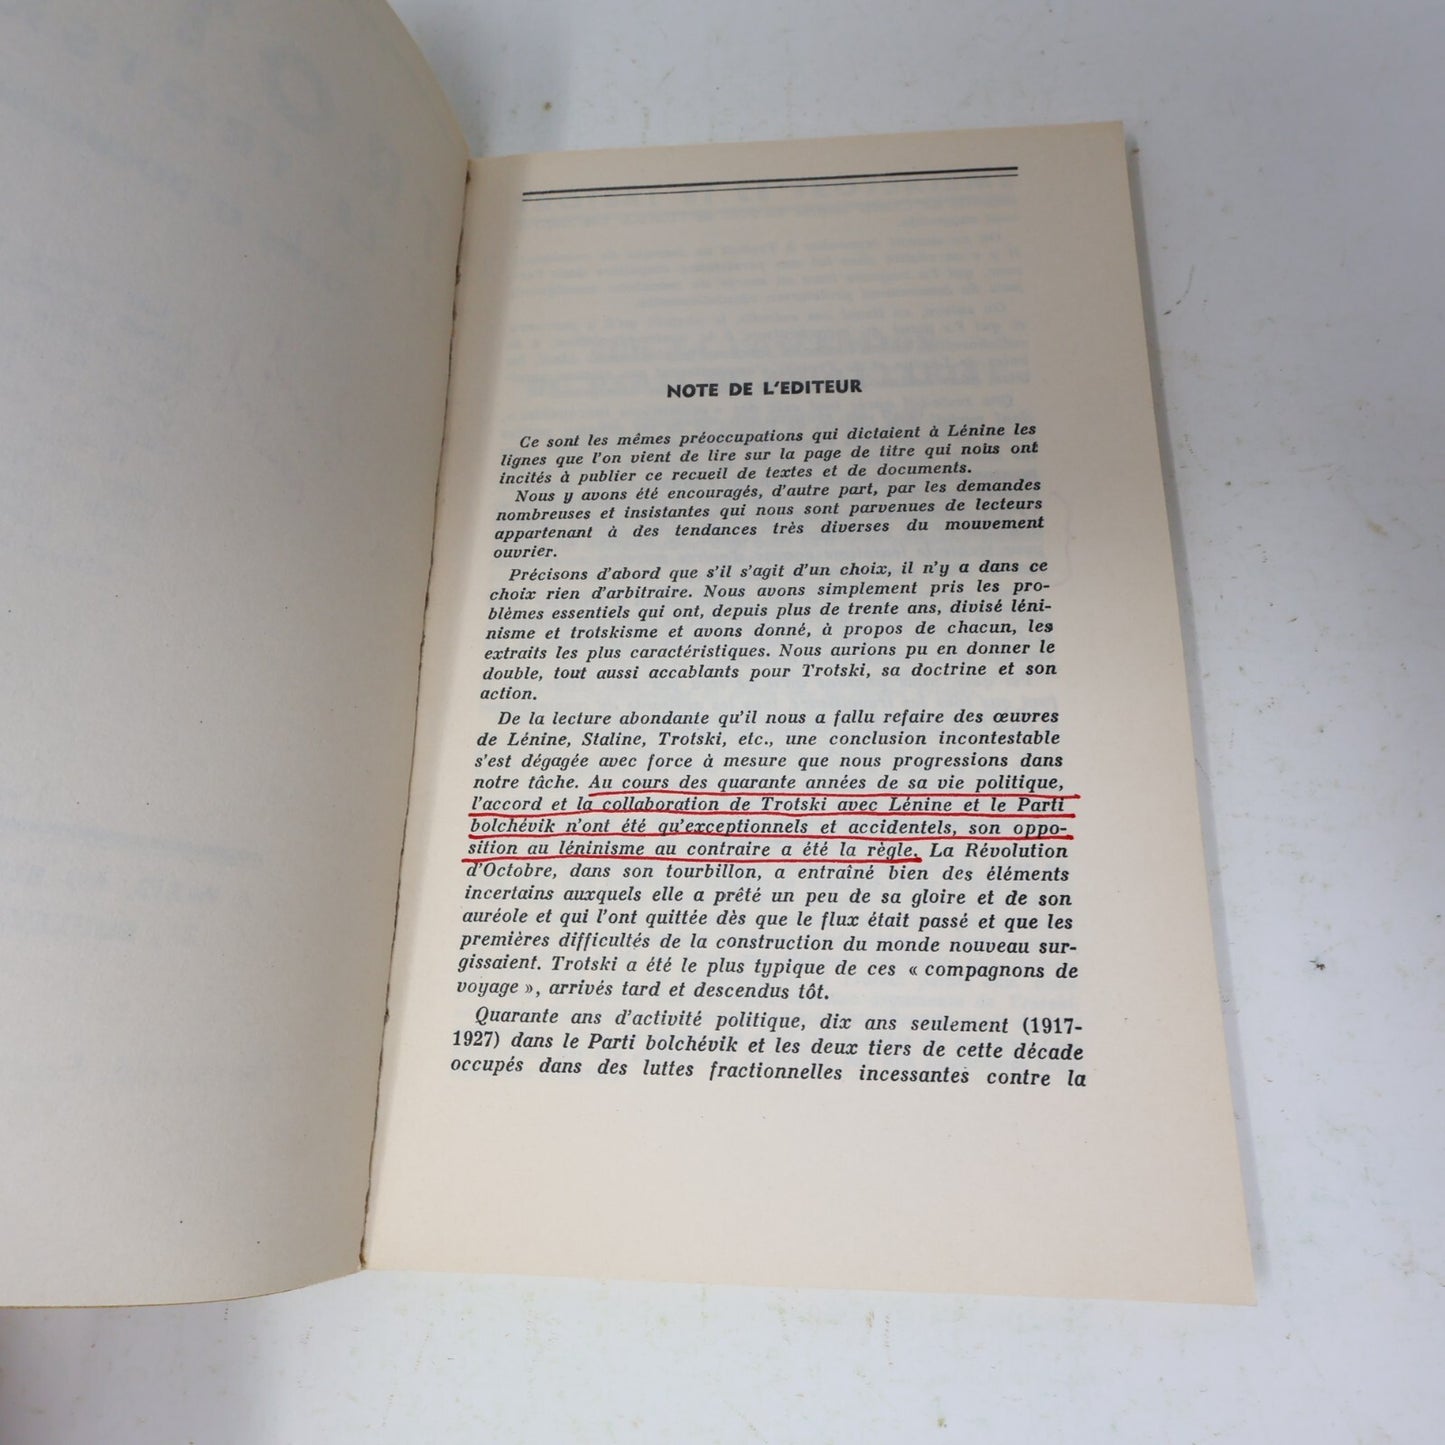 NOTE DE L'EDITEUR
Ce sont les mêmes préoccupations qui dictaient à Lénine les
lignes que l'on vient de lire sur la page de titre qui nous ont
incités à publier ce recueil de textes et de documents.
Nous y avons été encouragés, d'autre part, par les demandes
nombreuses et insistantes qui nous sont parvenues de lecteurs
appartenant à des tendances très diverses du mouvement
ouvrier.
Précisons d'abord que s'il s'agit d'un choix, il n'y a dans ce
choix rien d'arbitraire. Nous avons simplement pris les pro-
blèmes essentiels qui ont, depuis plus de trente ans, divisé léni-
nisme et trotskisme et avons donné, à propos de chacun, les
extraits les plus caractéristiques. Nous aurions pu en donner le
double, tout aussi accablants pour Trotski, sa doctrine et son
action.
De la lecture abondante qu'il nous a fallu refaire des œuvres
de Lénine, Staline, Trotski, etc., une conclusion incontestable
s'est dégagée avec force à mesure que nous progressions dans
notre tâche. Au cours des quarante années de sa vie politique,
l'accord et la collaboration de Trotski avec Lénine et le Parti
bolchévik n'ont été qu'exceptionnels et accidentels, son oppo-
sition au léninisme au contraire a été la règle. La Révolution
d'Octobre, dans son tourbillon, a entraîné bien des éléments
incertains auxquels elle a prêté un peu de sa gloire et de son
auréole et qui l'ont quittée dès que le flux était passé et que les
premières difficultés de la construction du monde nouveau sur-
gissaient. Trotski a été le plus typique de ces « compagnons de
voyage », arrivés tard et descendus tôt.
Quarante ans d'activité politique, dix ans seulement (1917-
1927) dans le Parti bolchévik et les deux tiers de cette décade
occupés dans des luttes fractionnelles incessantes contre la